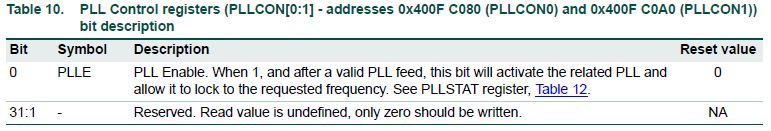 Table 10. PLL Control registers (PLLCON[0:1] - addresses 0x400F C080 (PLLCON0) and 0x400F C0A0 (PLLCON1))
bit description
Bit Symbol Description Reset value
0 PLLE PLL Enable. When 1, and after a valid PLL feed, this bit will activate the related PLL and 0
allow it to lock to the requested frequency. See PLLSTAT register, Table 12.
31:1 - Reserved. Read value is undefined, only zero should be written. NA